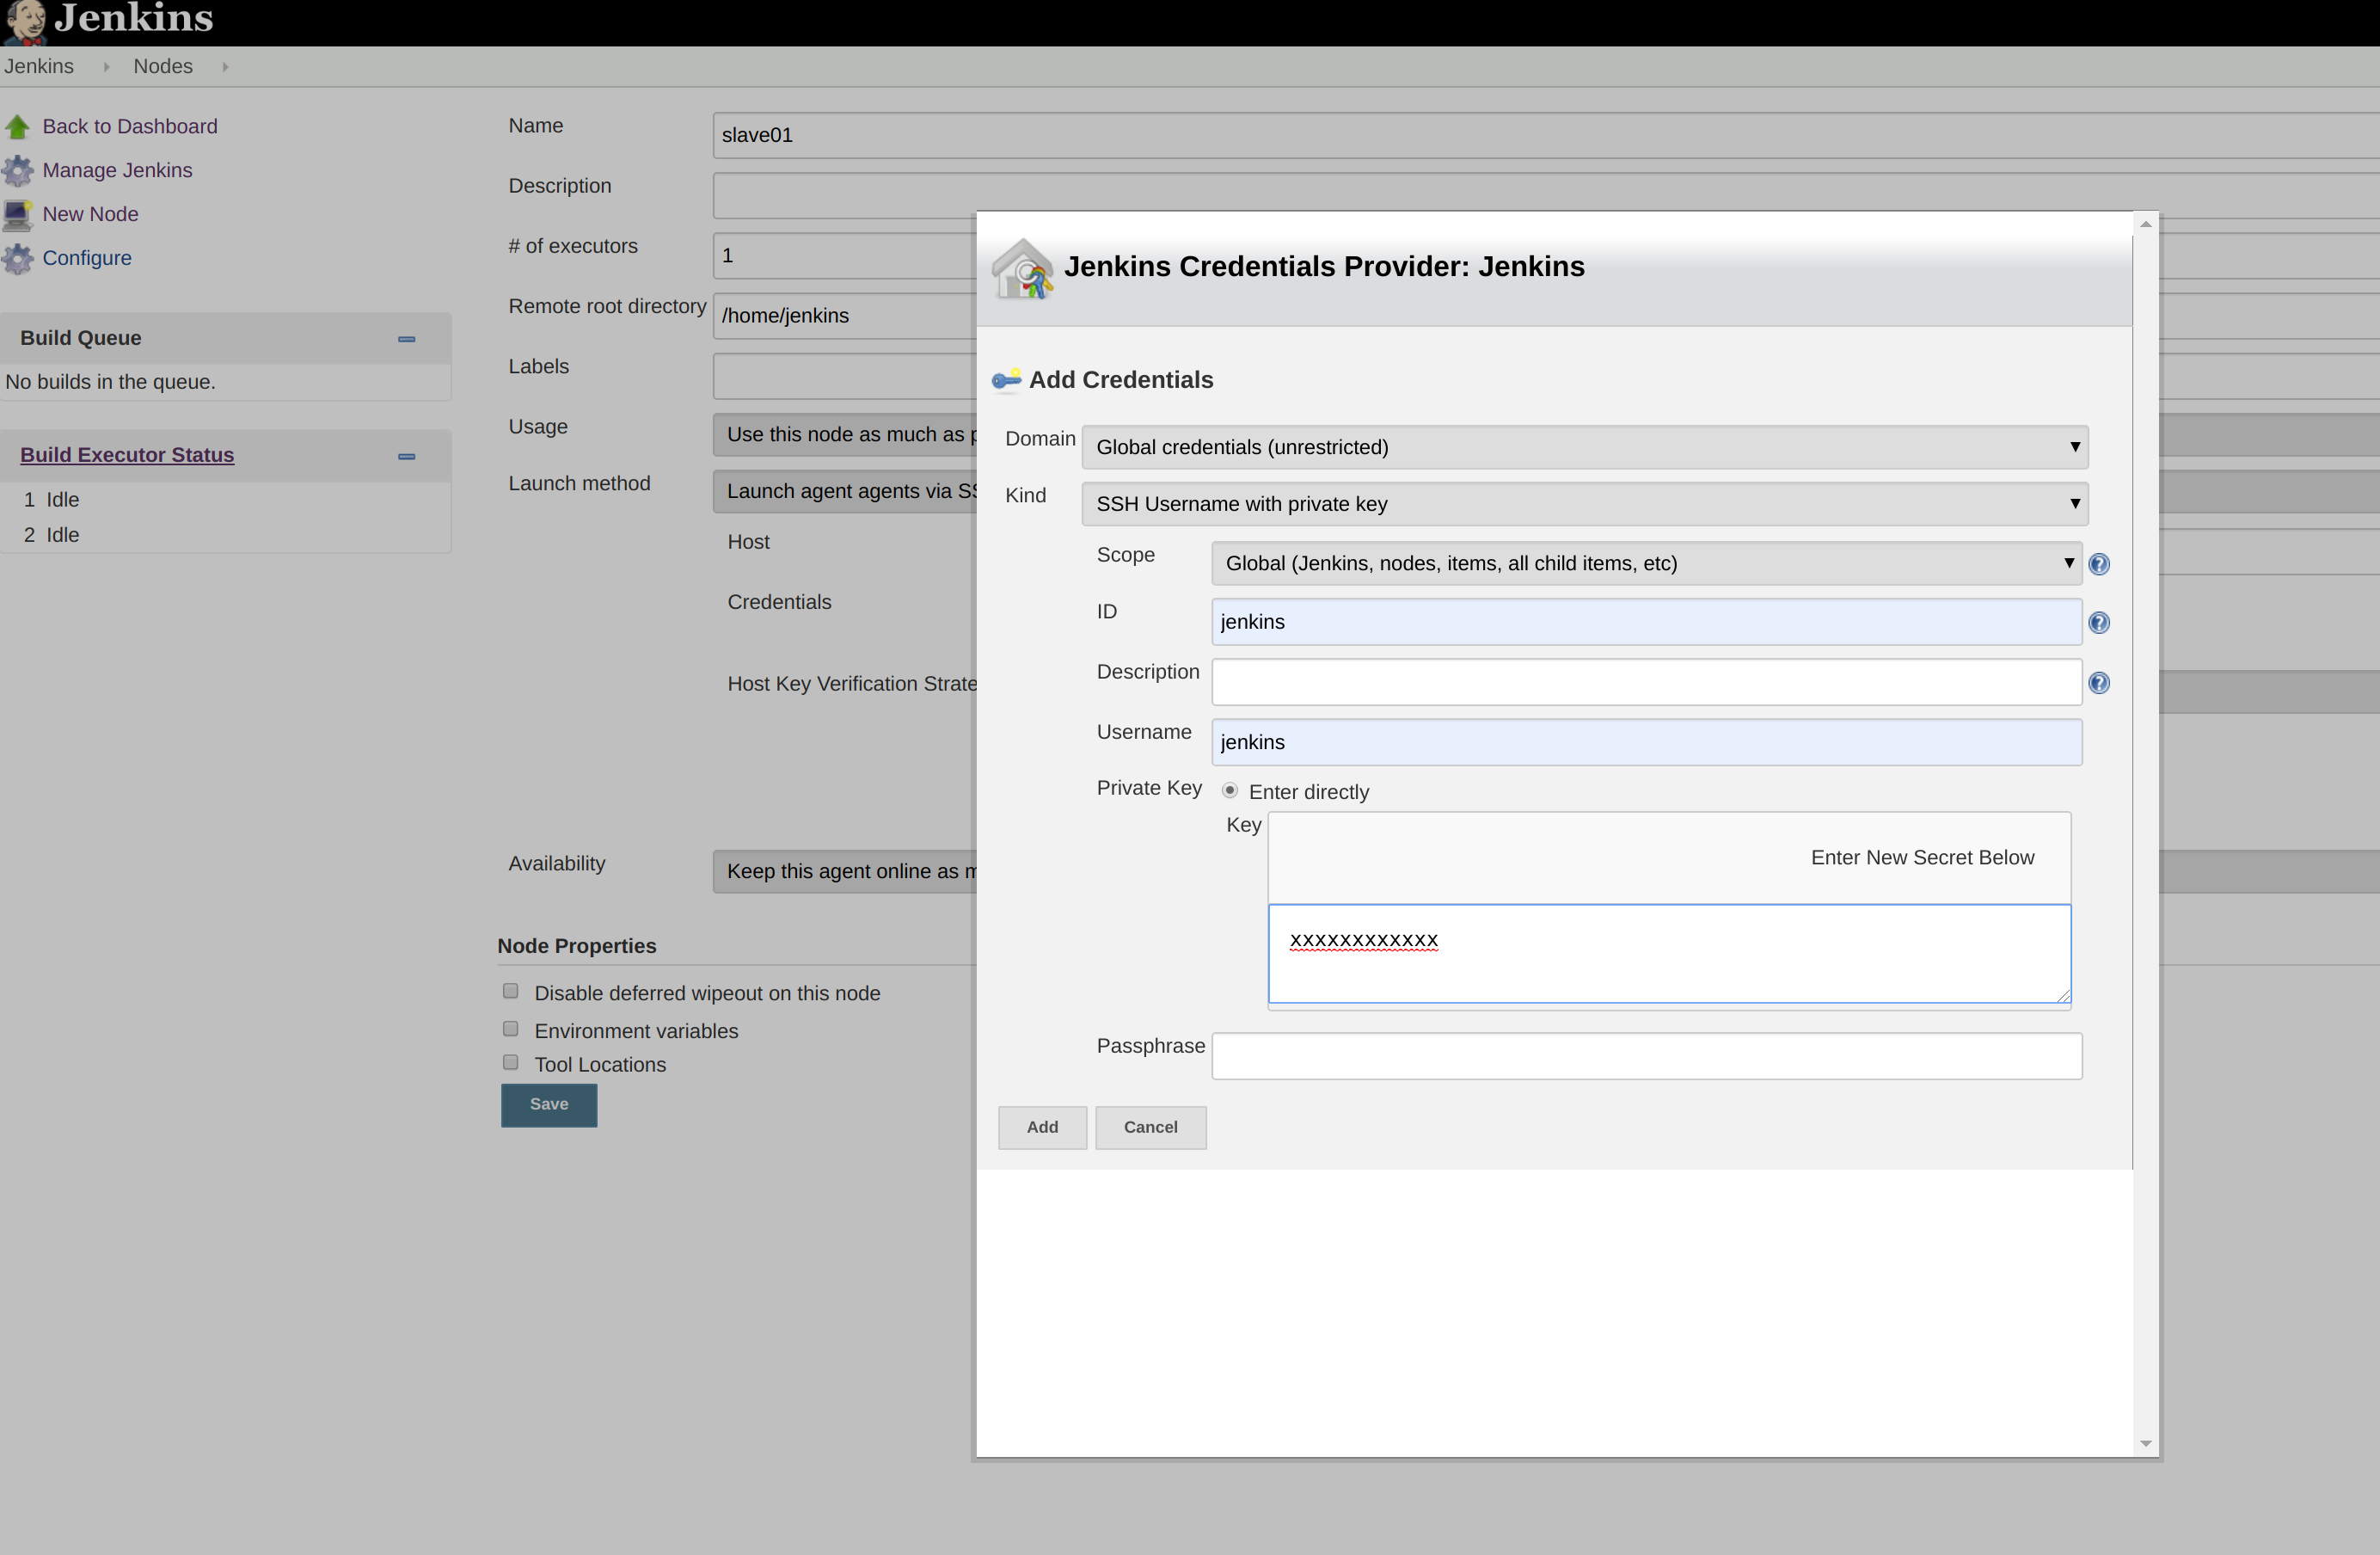 Jenkins
Jenkins
Nodes
Back to Dashboard
Manage Jenkins
New Node
Configure
Build Queue
No builds in the queue.
Build Executor Status
1 Idle
2 Idle
Name
slave01
Description
# of executors
1
Remote root directory
/home/jenkins
Labels
Usage
Use this node as much as
Launch method
Launch agent agents via
Host
Credentials
Host Key Verification
Availability
Keep this agent online as
Node Properties
Disable deferred wipeout on this node
Environment variables
Tool Locations
Save
Jenkins Credentials Provider: Jenkins
Add Credentials
Domain
Global credentials (unrestricted)
Kind
SSH Username with private key
Scope
Global (Jenkins, nodes, items, all child items, etc)
ID
jenkins
Description
Username
jenkins
Private Key
Enter directly
Key
Enter New Secret Below
xxxxxxxxxxxx
Passphrase
Add
Cancel